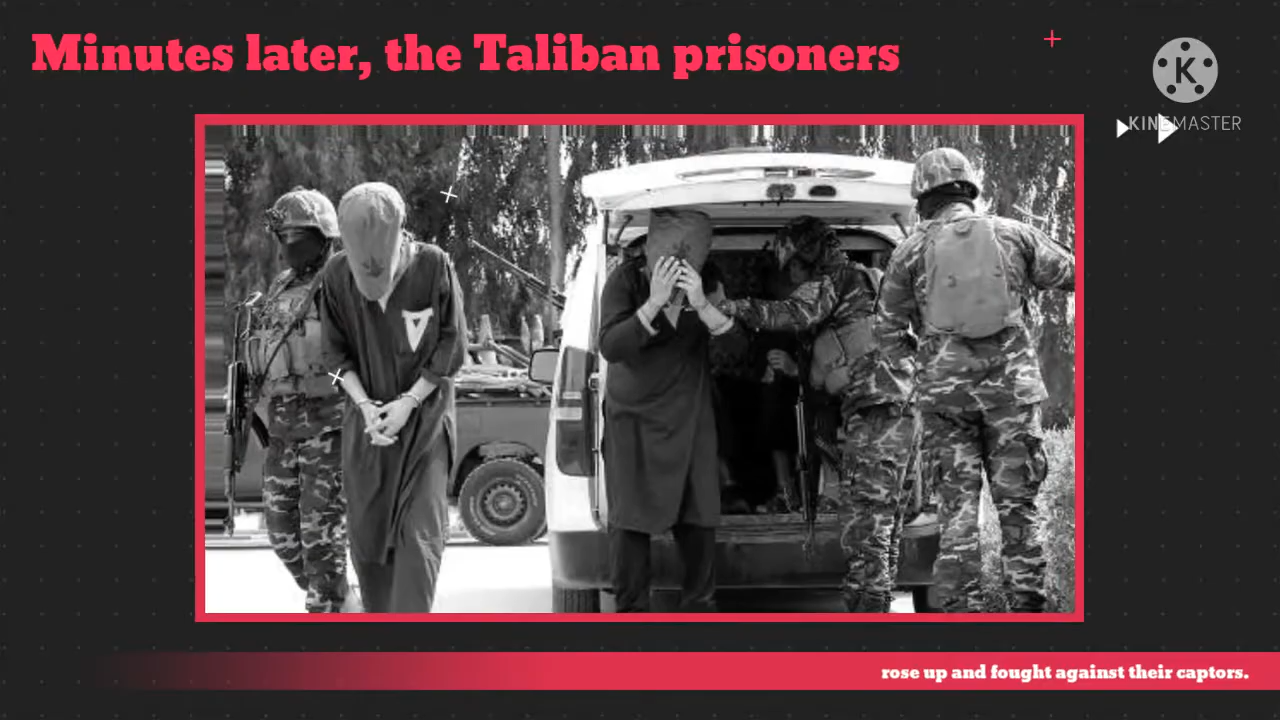 Minutes later, the Taliban prisoners
K
KINEMASTER
rose up and fought against their captors.